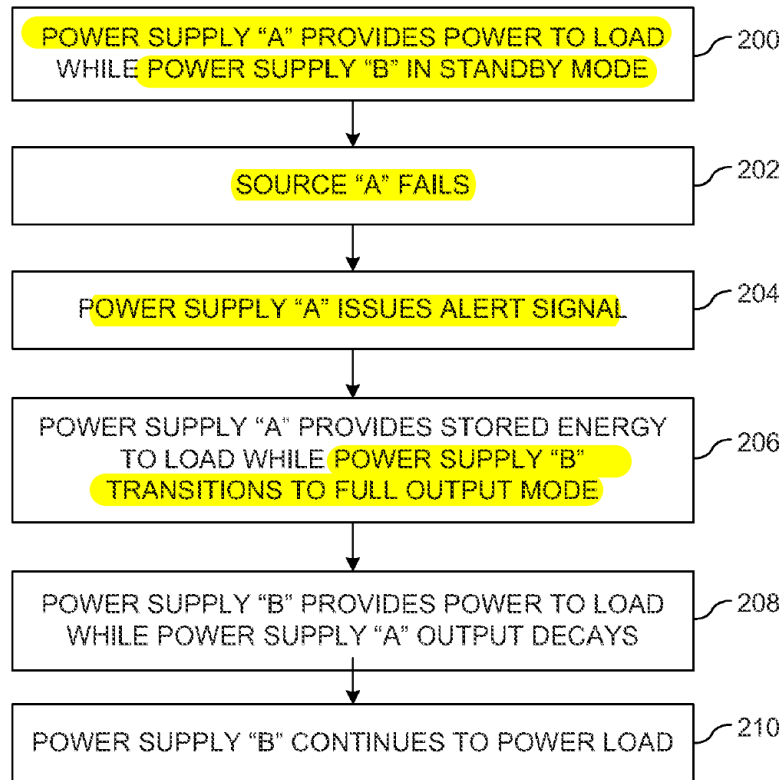 POWER SUPPLY “A” PROVIDES POWER TO LOAD
WHILE POWER SUPPLY “B” IN STANDBY MODE
200
SOURCE “A” FAILS
202
POWER SUPPLY “A” ISSUES ALERT SIGNAL
204
POWER SUPPLY “A” PROVIDES STORED ENERGY
TO LOAD WHILE POWER SUPPLY “B”
TRANSITIONS TO FULL OUTPUT MODE
206
POWER SUPPLY “B” PROVIDES POWER TO LOAD
WHILE POWER SUPPLY “A” OUTPUT DECAYS
208
POWER SUPPLY “B” CONTINUES TO POWER LOAD
210